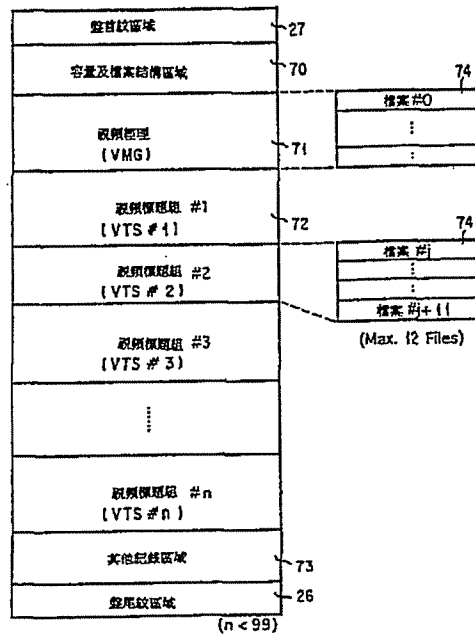 盤首紋區域
27
容量及檔案結構區域
70
74
檔案 #0
視頻經理
(VMG)
71
視頻標題組 #1
(VTS #1)
72
74
檔案 #j
視頻標題組 #2
(VTS # 2)
檔案 #j+11
(Max. 12 Files)
視頻標題組 #3
(VTS # 3)
視頻標題組 #n
(VTS #n)
其他記錄區域
73
盤尾紋區域
26
(n<99)